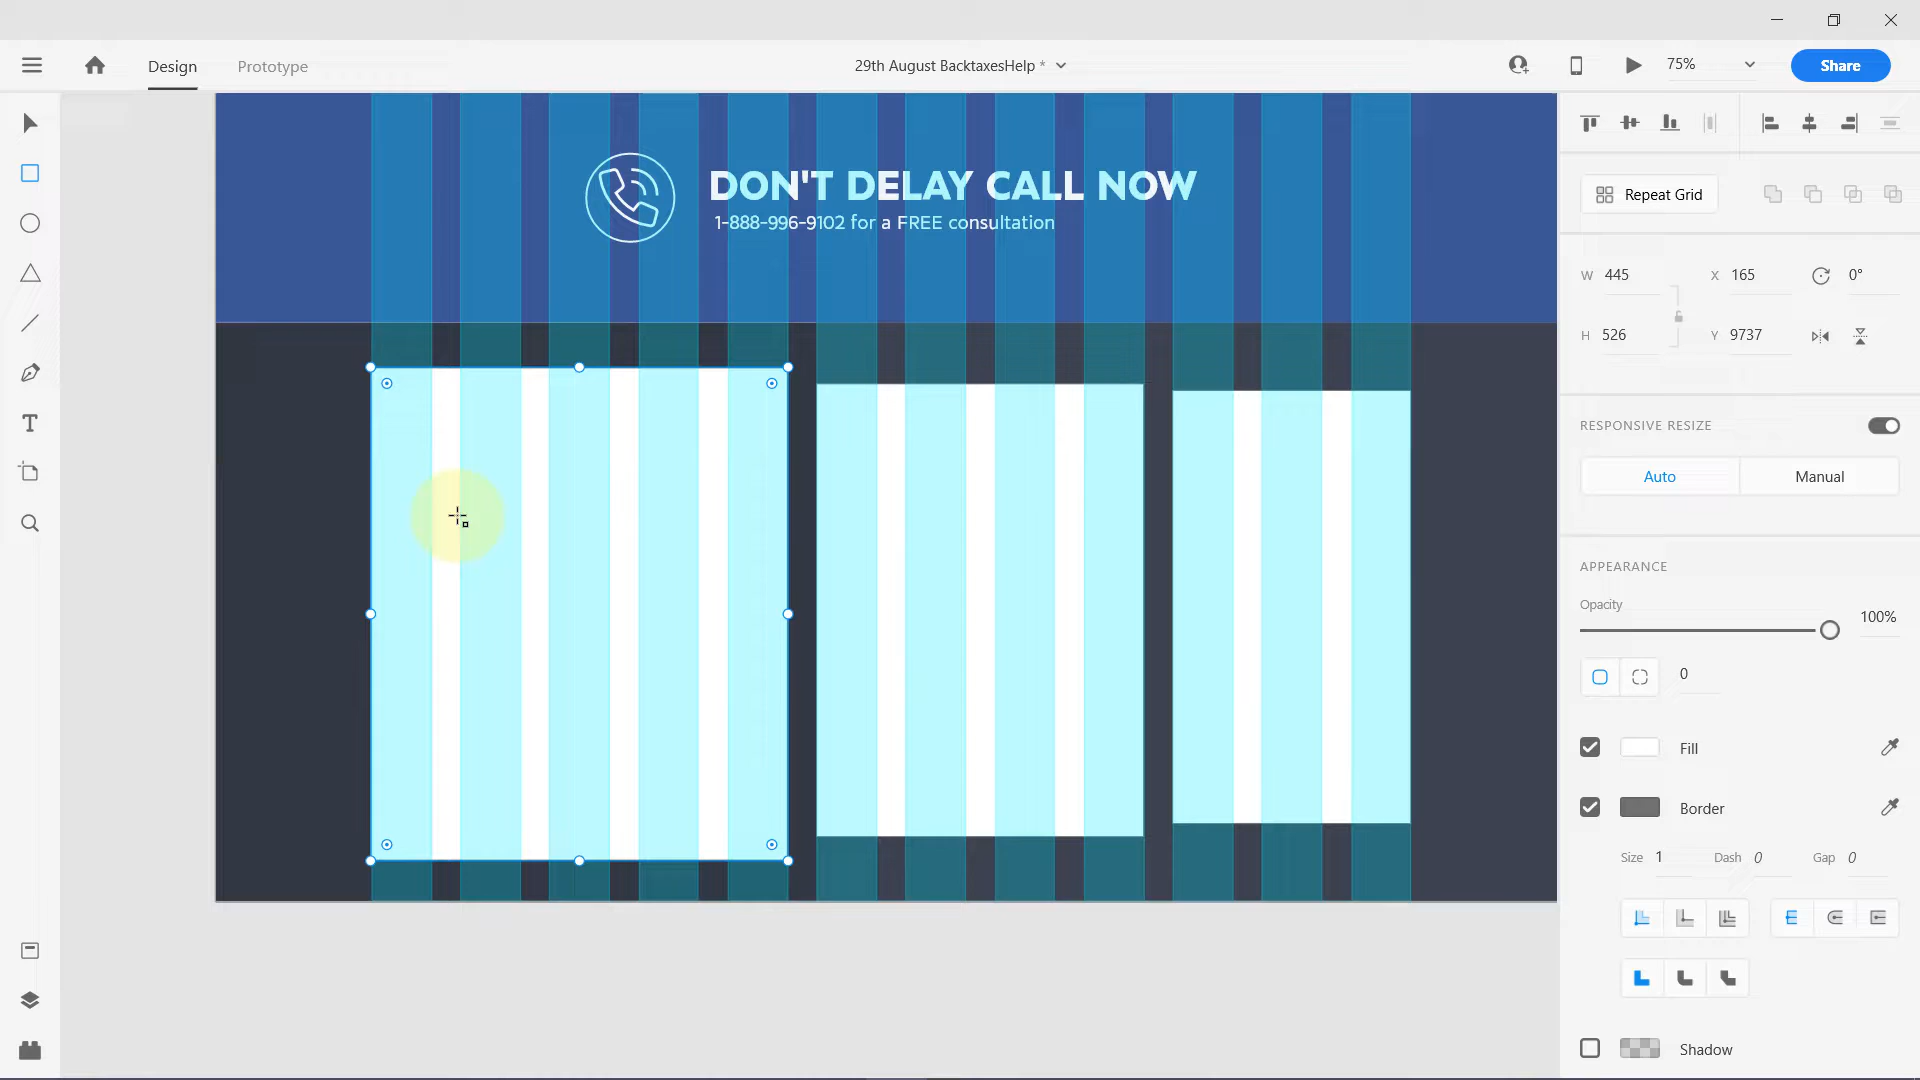 Design
Prototype
29th August BacktaxesHelp *
75%
Share
DON'T DELAY CALL NOW
1-888-996-9102 for a FREE consultation
Repeat Grid
W 445
X 165
0°
H 526
Y 9737
RESPONSIVE RESIZE
Auto
Manual
APPEARANCE
Opacity
100%
0
Fill
Border
Size 1
Dash 0
Gap 0
Shadow
T